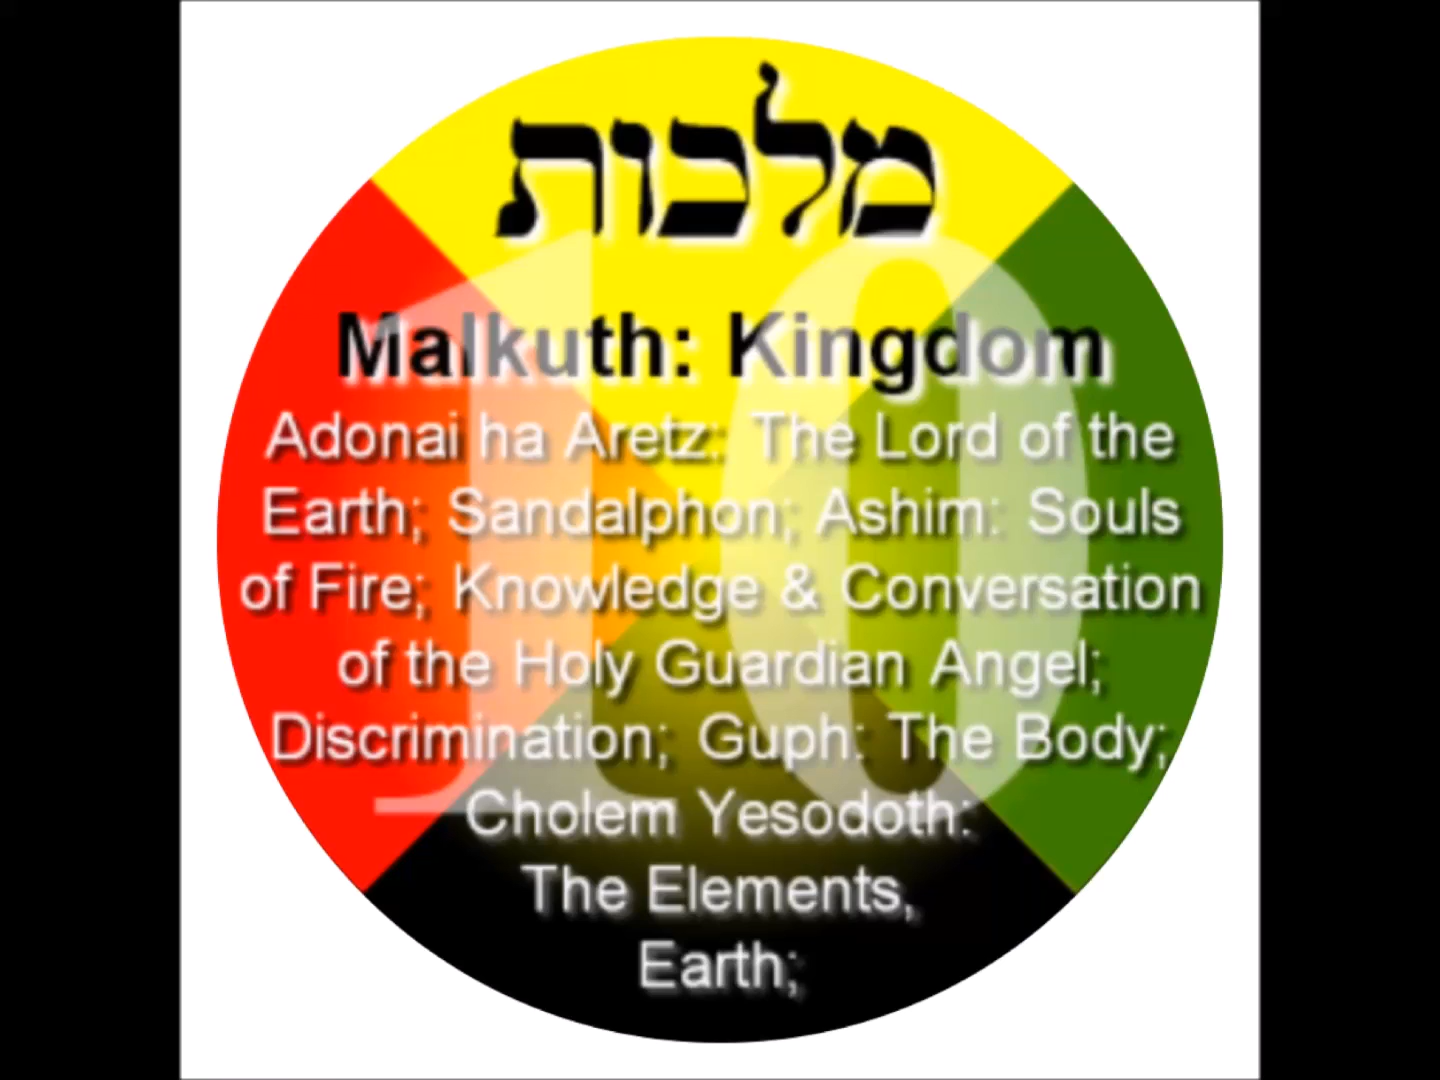 מלכות
10
Malkuth: Kingdom
Adonai ha Aretz: The Lord of the
Earth; Sandalphon; Ashim: Souls
of Fire; Knowledge & Conversation
of the Holy Guardian Angel;
Discrimination; Guph: The Body;
Cholem Yesodoth:
The Elements,
Earth;